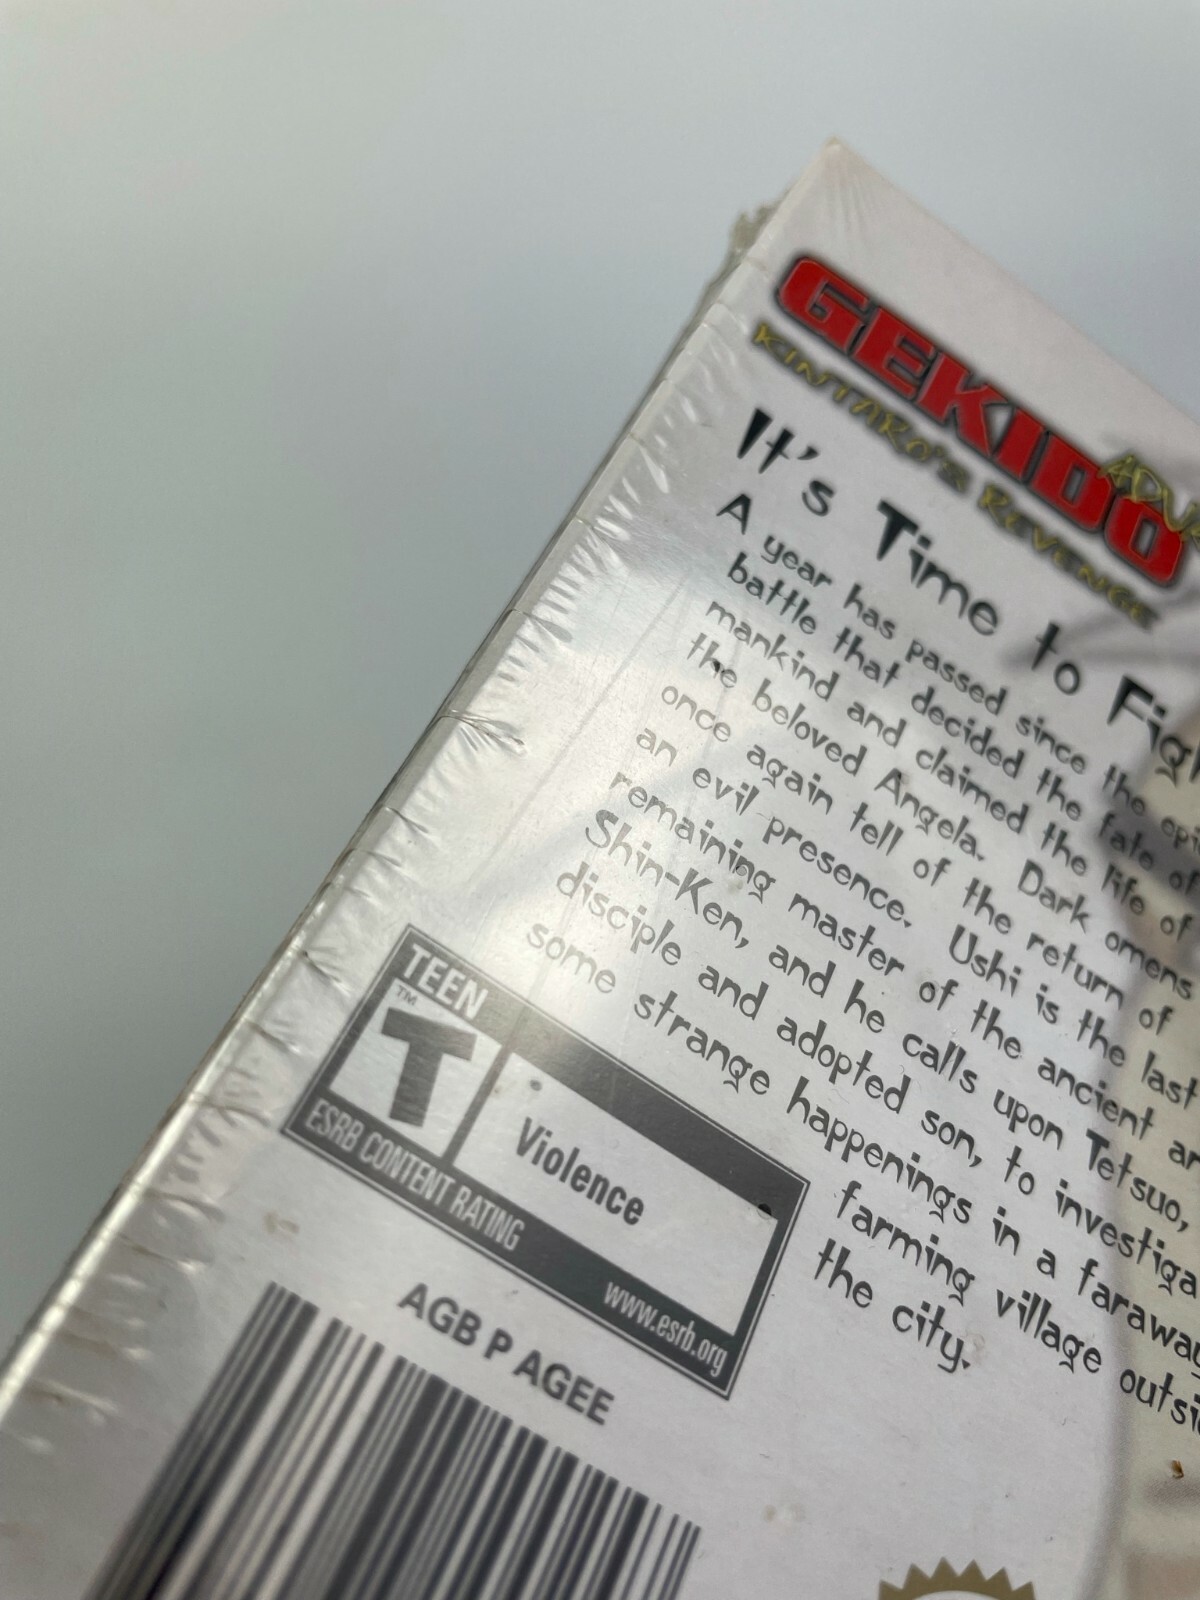 GEKIDO
KINTARO'S REVENGE
It's Time to
A year has passed since the
battle that decided the fate of
mankind and claimed the life of
the beloved Angela. Dark omens
once again tell of the return of
an evil presence. Ushi is the last
remaining master of the ancient
Shin-Ken, and he calls upon Tetsuo,
disciple and adopted son, to
some strange happenings in a
farming village
the city.
TEEN
T™
Violence
ESRB CONTENT RATING
www.esrb.org
AGB P AGEE